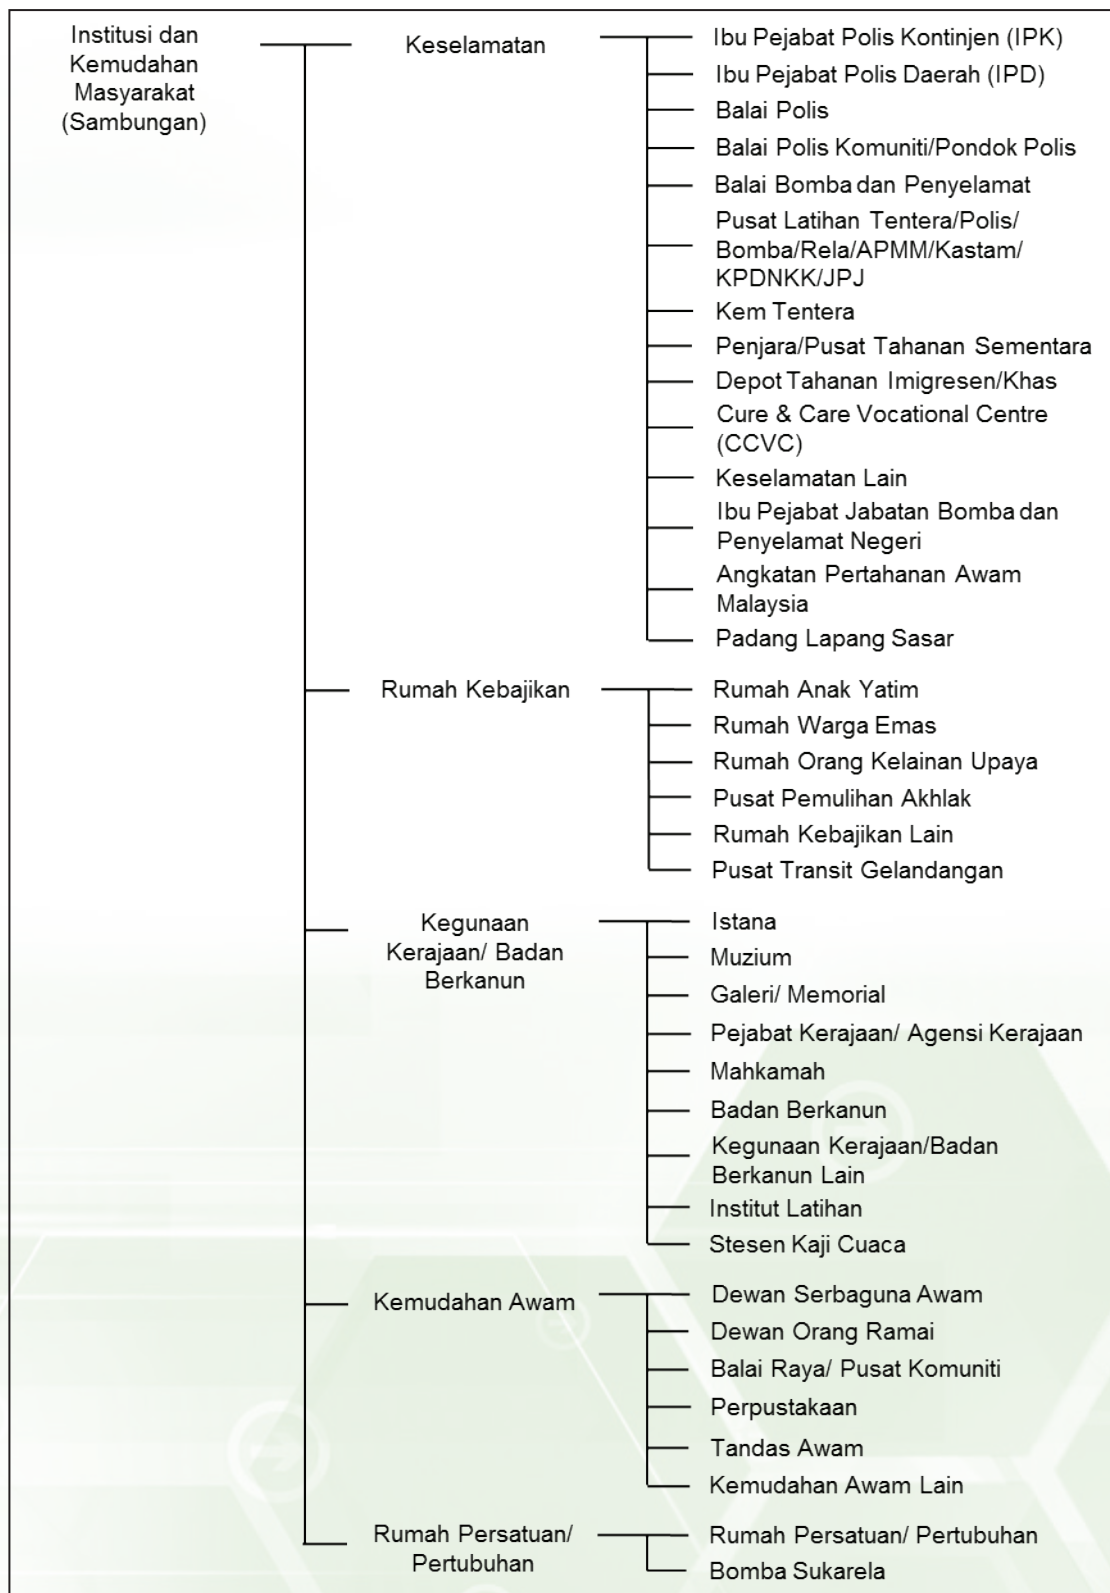 Institusi dan
Kemudahan
Masyarakat
(Sambungan)
Keselamatan
Ibu Pejabat Polis Kontinjen (IPK)
Ibu Pejabat Polis Daerah (IPD)
Balai Polis
Balai Polis Komuniti/Pondok Polis
Balai Bomba dan Penyelamat
Pusat Latihan Tentera/Polis/
Bomba/Rela/APMM/Kastam/
KPDNKK/JPJ
Kem Tentera
Penjara/Pusat Tahanan Sementara
Depot Tahanan Imigresen/Khas
Cure & Care Vocational Centre
(CCVC)
Keselamatan Lain
Ibu Pejabat Jabatan Bomba dan
Penyelamat Negeri
Angkatan Pertahanan Awam
Malaysia
Padang Lapang Sasar
Rumah Kebajikan
Rumah Anak Yatim
Rumah Warga Emas
Rumah Orang Kelainan Upaya
Pusat Pemulihan Akhlak
Rumah Kebajikan Lain
Pusat Transit Gelandangan
Kegunaan
Kerajaan/ Badan
Berkanun
Istana
Muzium
Galeri/ Memorial
Pejabat Kerajaan/ Agensi Kerajaan
Mahkamah
Badan Berkanun
Kegunaan Kerajaan/Badan
Berkanun Lain
Institut Latihan
Stesen Kaji Cuaca
Kemudahan Awam
Dewan Serbaguna Awam
Dewan Orang Ramai
Balai Raya/ Pusat Komuniti
Perpustakaan
Tandas Awam
Kemudahan Awam Lain
Rumah Persatuan/
Pertubuhan
Rumah Persatuan/ Pertubuhan
Bomba Sukarela